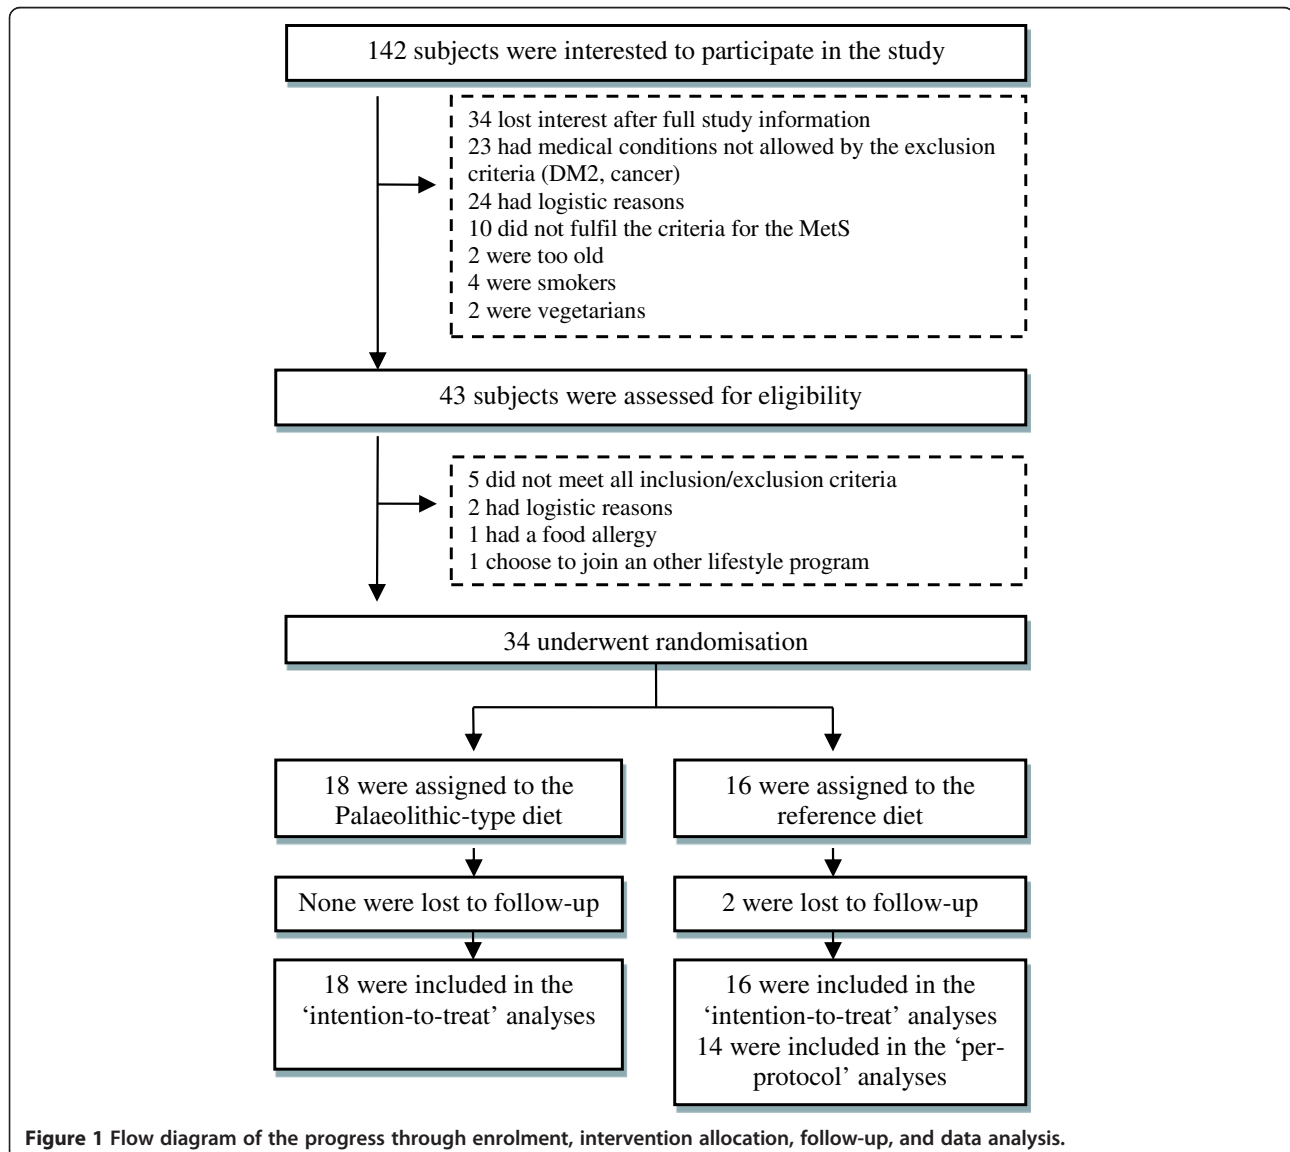 142 subjects were interested to participate in the study
34 lost interest after full study information
23 had medical conditions not allowed by the exclusion
criteria (DM2, cancer)
24 had logistic reasons
10 did not fulfil the criteria for the MetS
2 were too old
4 were smokers
2 were vegetarians
43 subjects were assessed for eligibility
5 did not meet all inclusion/exclusion criteria
2 had logistic reasons
1 had a food allergy
1 choose to join an other lifestyle program
34 underwent randomisation
18 were assigned to the
Palaeolithic-type diet
16 were assigned to the
reference diet
None were lost to follow-up
2 were lost to follow-up
18 were included in the
‘intention-to-treat’ analyses
16 were included in the
‘intention-to-treat’ analyses
14 were included in the ‘per-
protocol’ analyses
Figure 1 Flow diagram of the progress through enrolment, intervention allocation, follow-up, and data analysis.